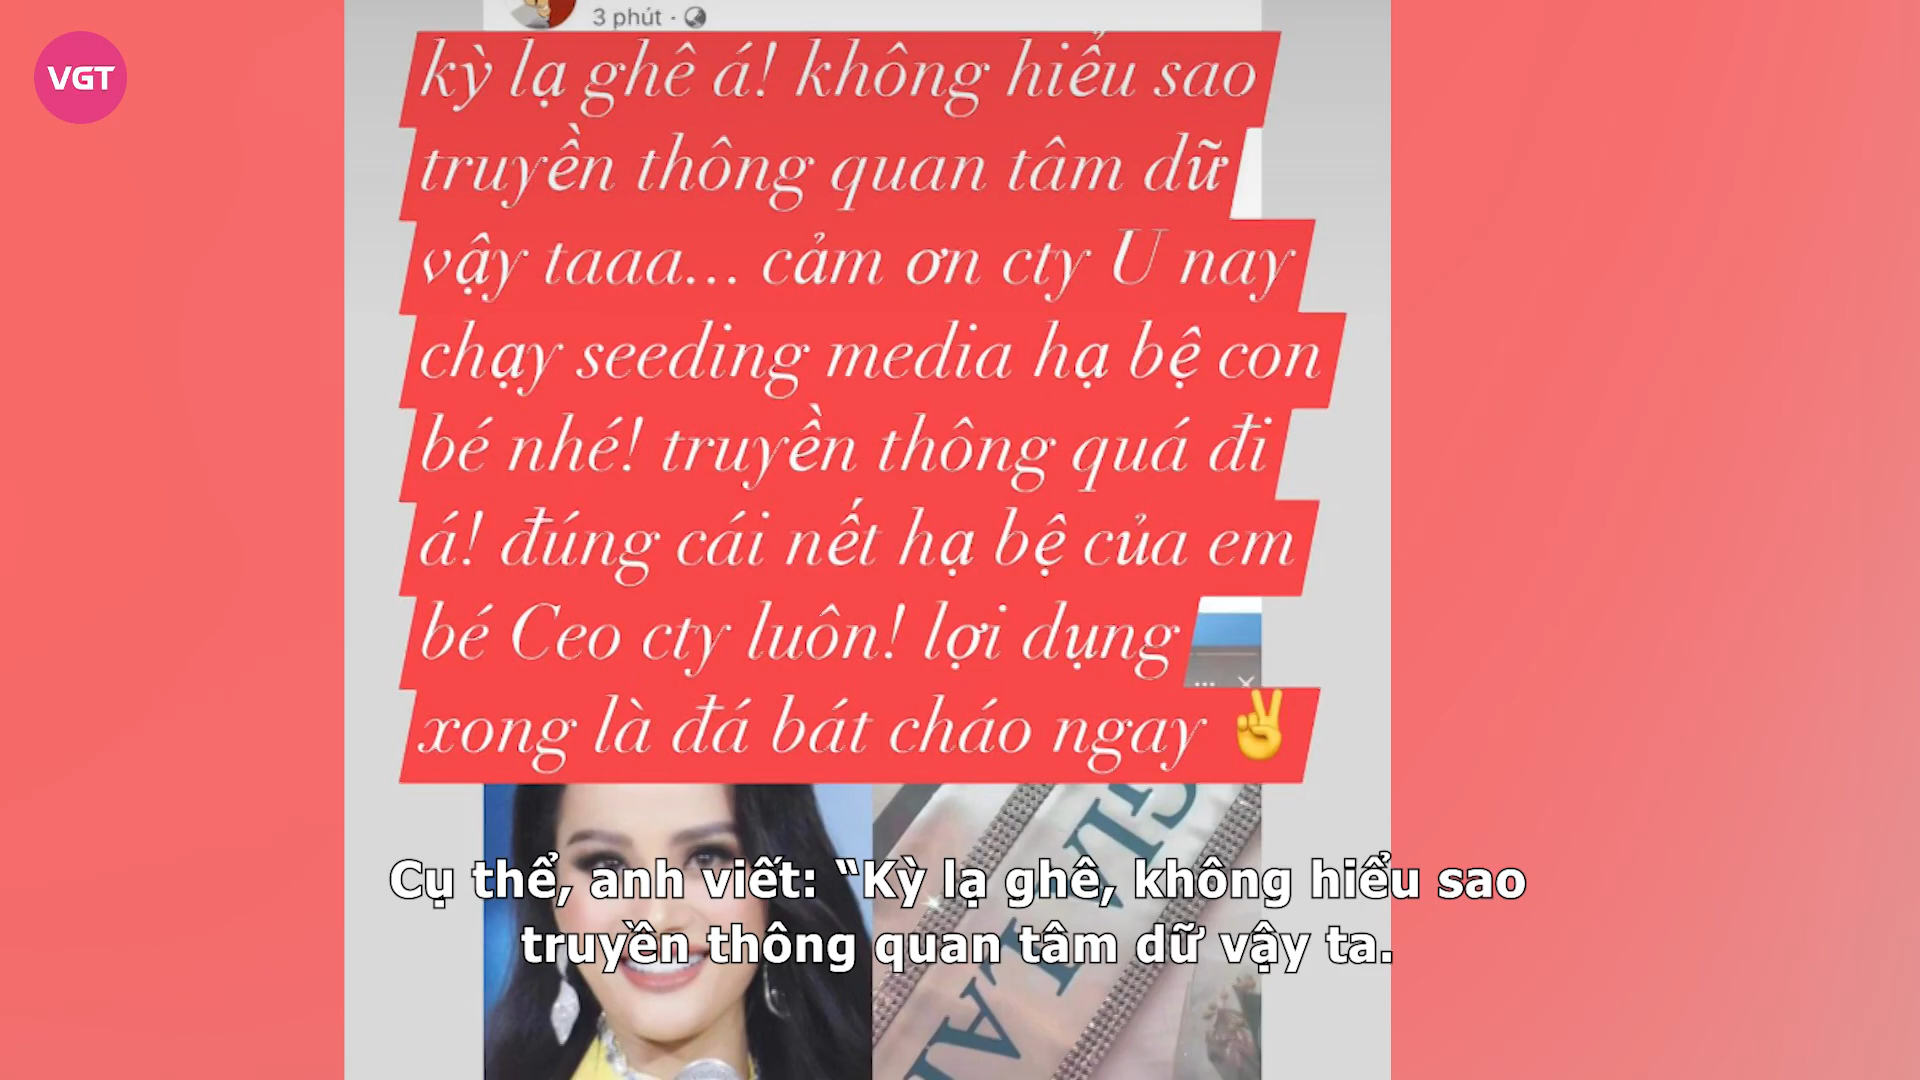 VGT
3 phút ·
kỳ lạ ghê á! không hiểu sao
truyền thông quan tâm dữ
vậy taaa... cảm ơn cty U nay
chạy seeding media hạ bệ con
bé nhé! truyền thông quá đi
á! đúng cái nết hạ bệ của em
bé Ceo cty luôn! lợi dụng
xong là đá bát cháo ngay ✌️
Cụ thể, anh viết: “Kỳ lạ ghê, không hiểu sao
truyền thông quan tâm dữ vậy ta.